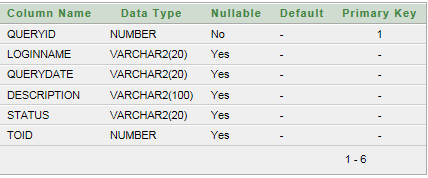 Column Name Data Type Nullable Default Primary Key
QUERYID NUMBER No - 1
LOGINNAME VARCHAR2(20) Yes - -
QUERYDATE VARCHAR2(20) Yes - -
DESCRIPTION VARCHAR2(100) Yes - -
STATUS VARCHAR2(20) Yes - -
TOID NUMBER Yes - -
1 - 6